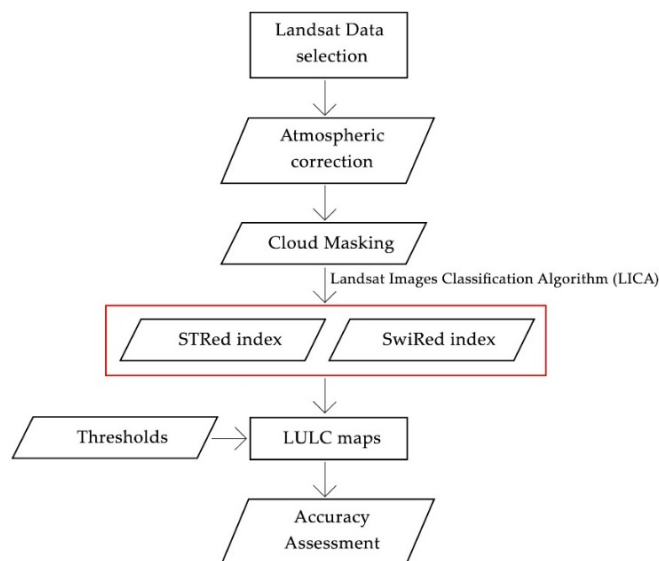 Landsat Data
selection
Atmospheric
correction
Cloud Masking
Landsat Images Classification Algorithm (LICA)
STRed index
SwiRed index
Thresholds
LULC maps
Accuracy
Assessment